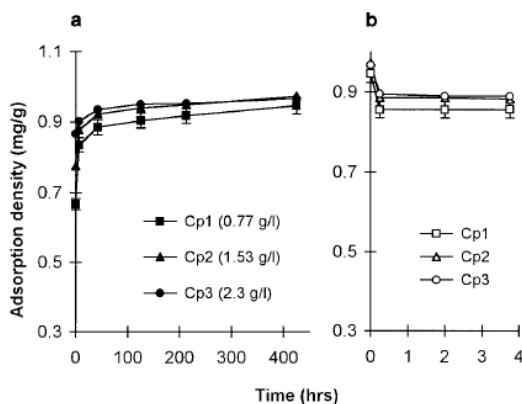 a
b
Adsorption density (mg/g)
1.1
0.9
0.7
0.5
0.3
Cp1 (0.77 g/l)
Cp2 (1.53 g/l)
Cp3 (2.3 g/l)
0 100 200 300 400
0.9
0.7
0.5
0.3
Cp1
Cp2
Cp3
0 1 2 3 4
Time (hrs)